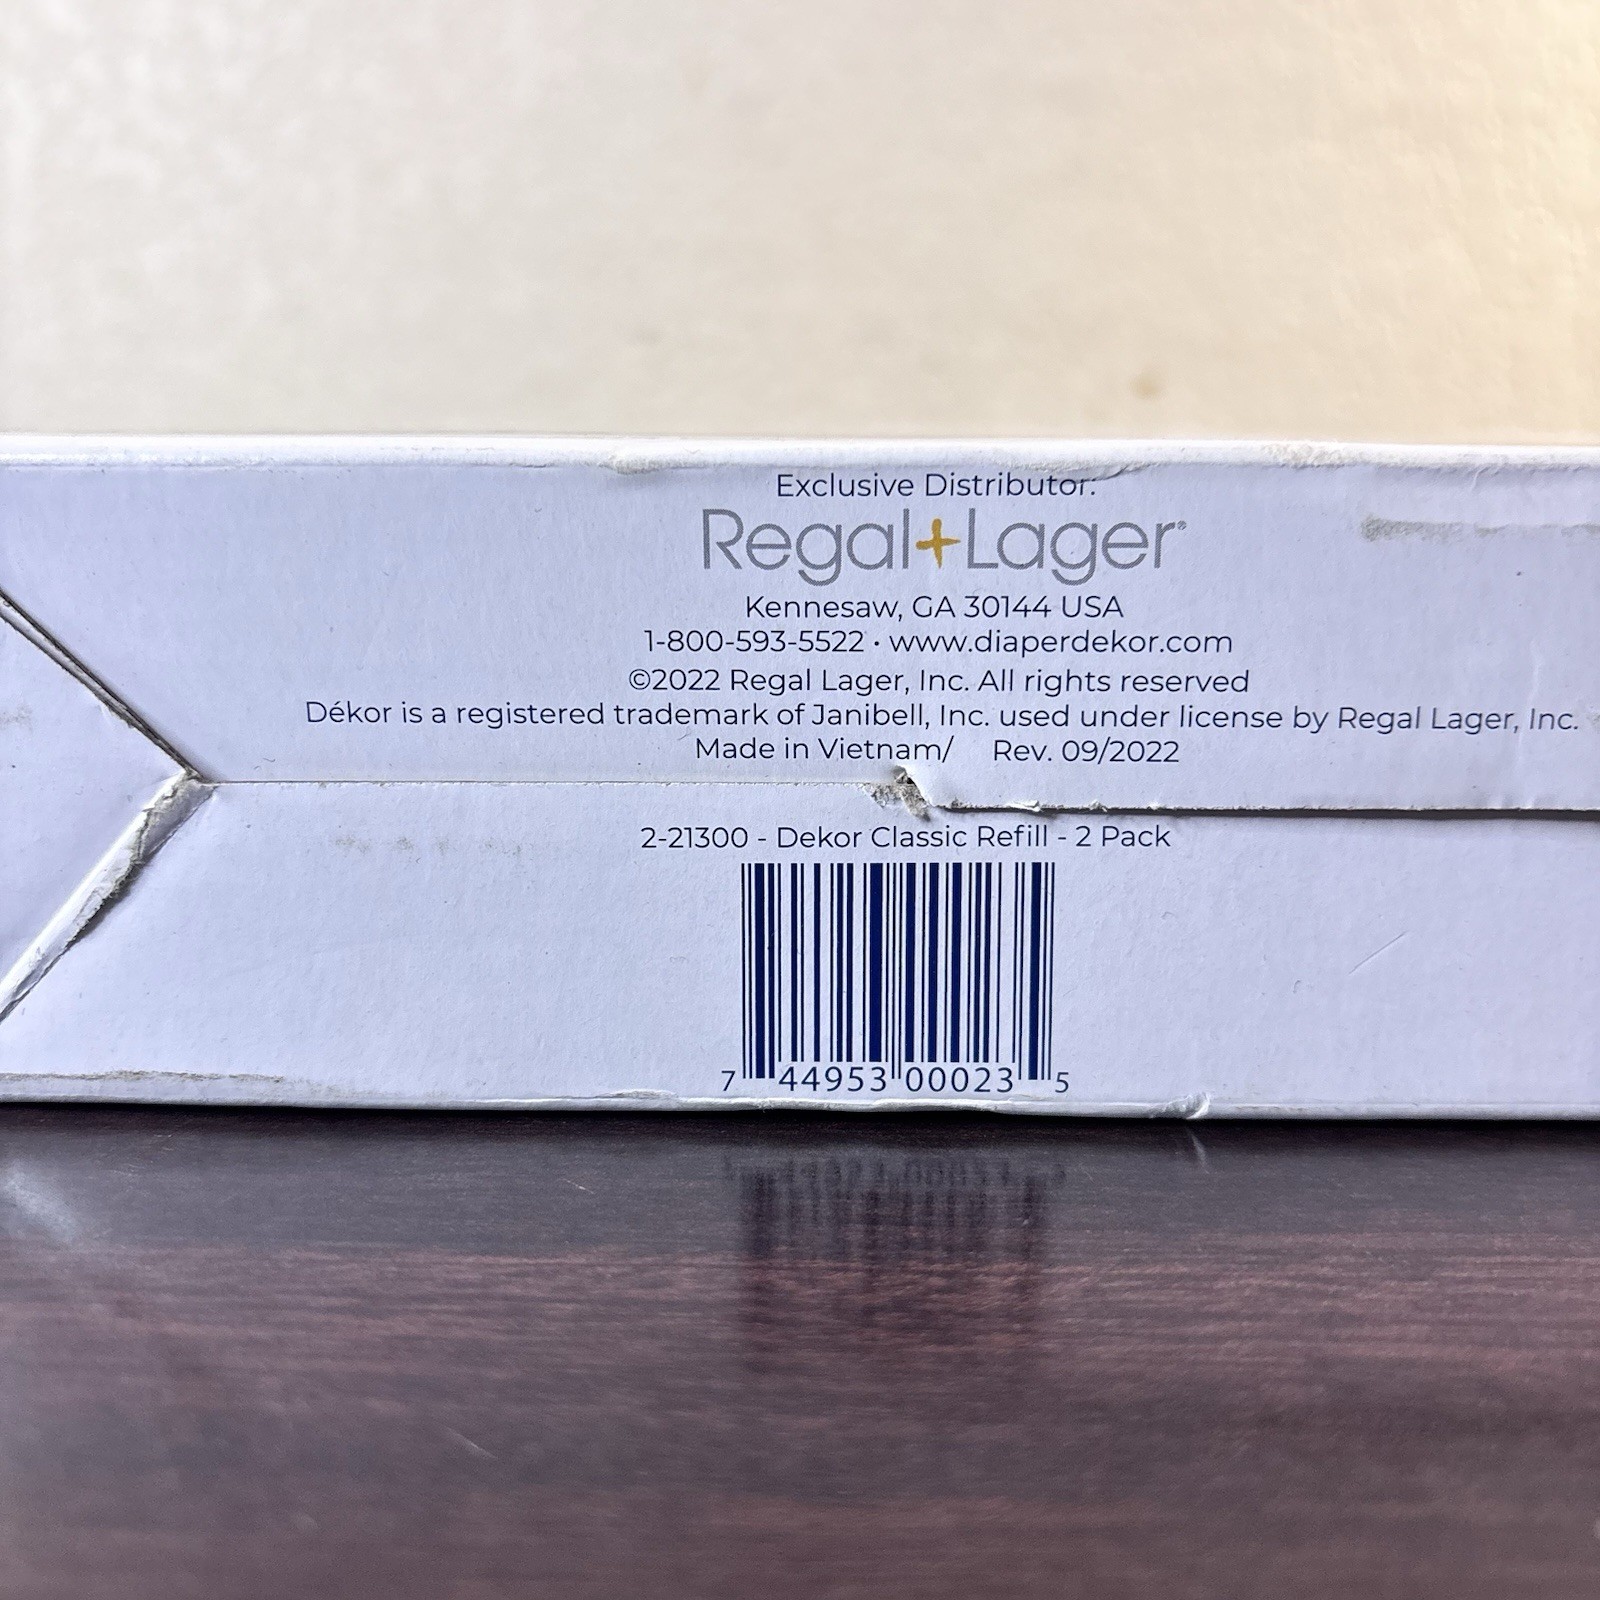 Exclusive Distributor:
Regal+Lager®
Kennesaw, GA 30144 USA
1-800-593-5522 • www.diaperdekor.com
©2022 Regal Lager, Inc. All rights reserved
Dékor is a registered trademark of Janibell, Inc. used under license by Regal Lager, Inc.
Made in Vietnam/ Rev. 09/2022
2-21300 - Dekor Classic Refill - 2 Pack
7 44953 00023 5